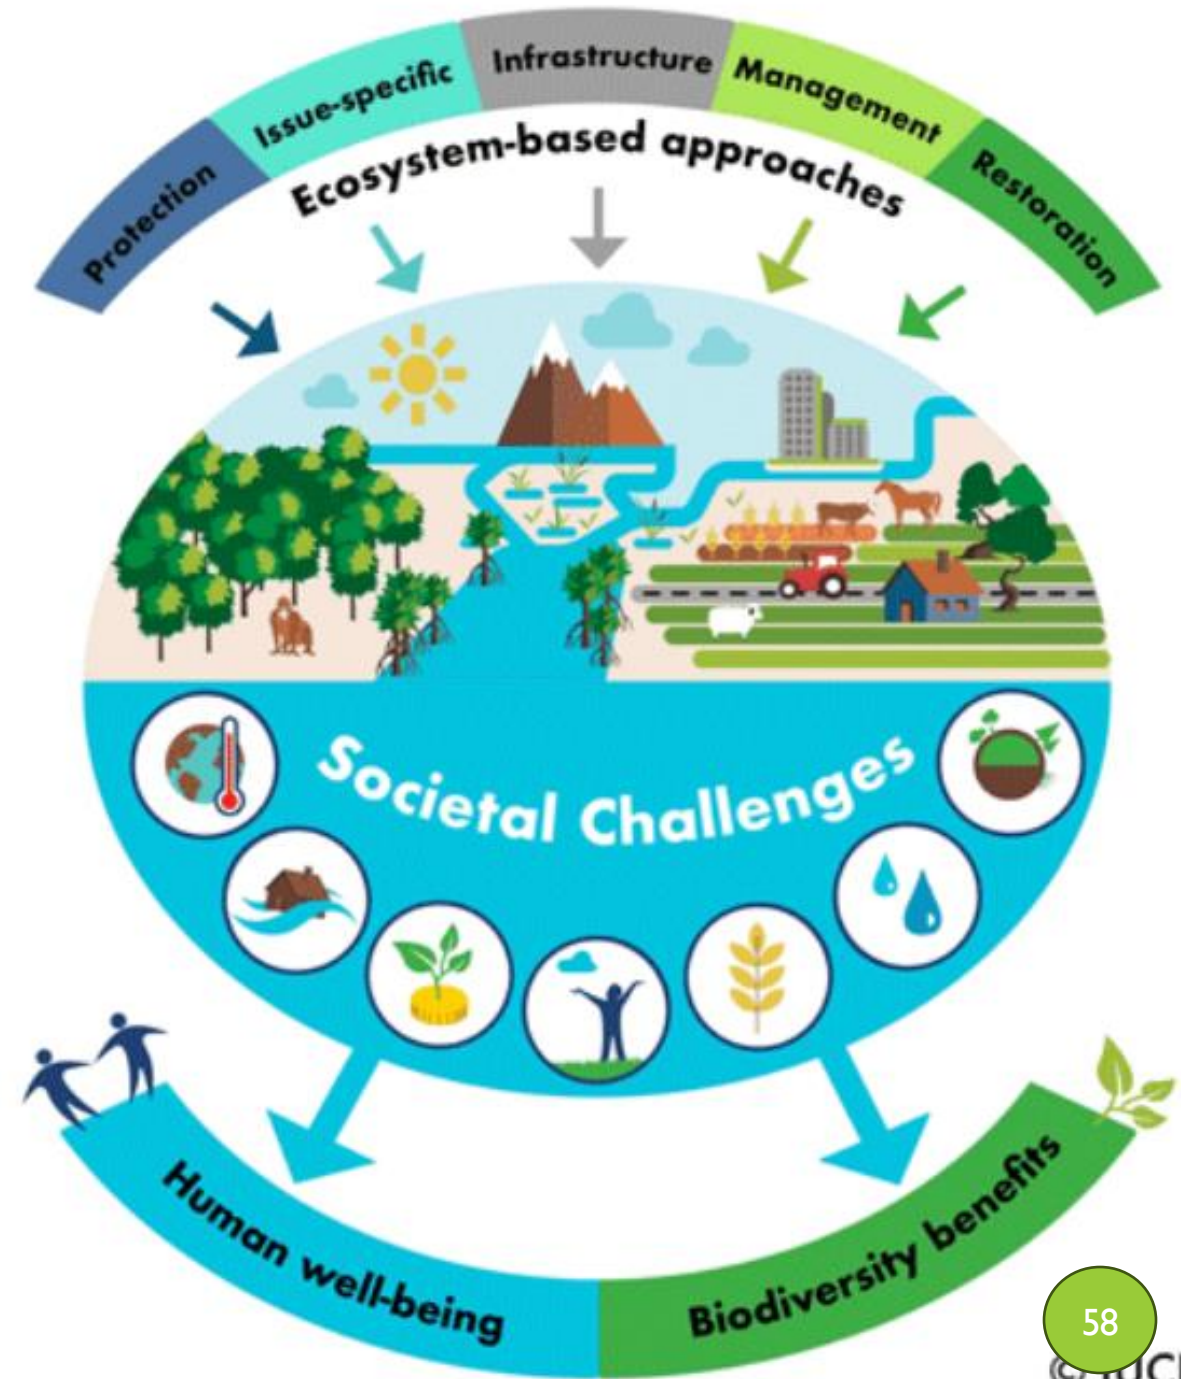 Protection
Issue-specific
Infrastructure
Management
Restoration
Ecosystem-based approaches
Societal Challenges
Human well-being
Biodiversity benefits
58
©